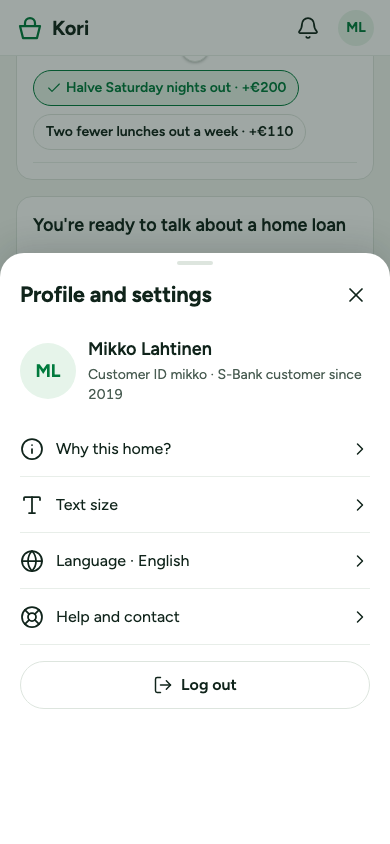 Kori
ML
Halve Saturday nights out · +€200
Two fewer lunches out a week · +€110
You're ready to talk about a home loan
Profile and settings
ML
Mikko Lahtinen
Customer ID mikko · S-Bank customer since
2019
Why this home?
Text size
Language · English
Help and contact
Log out